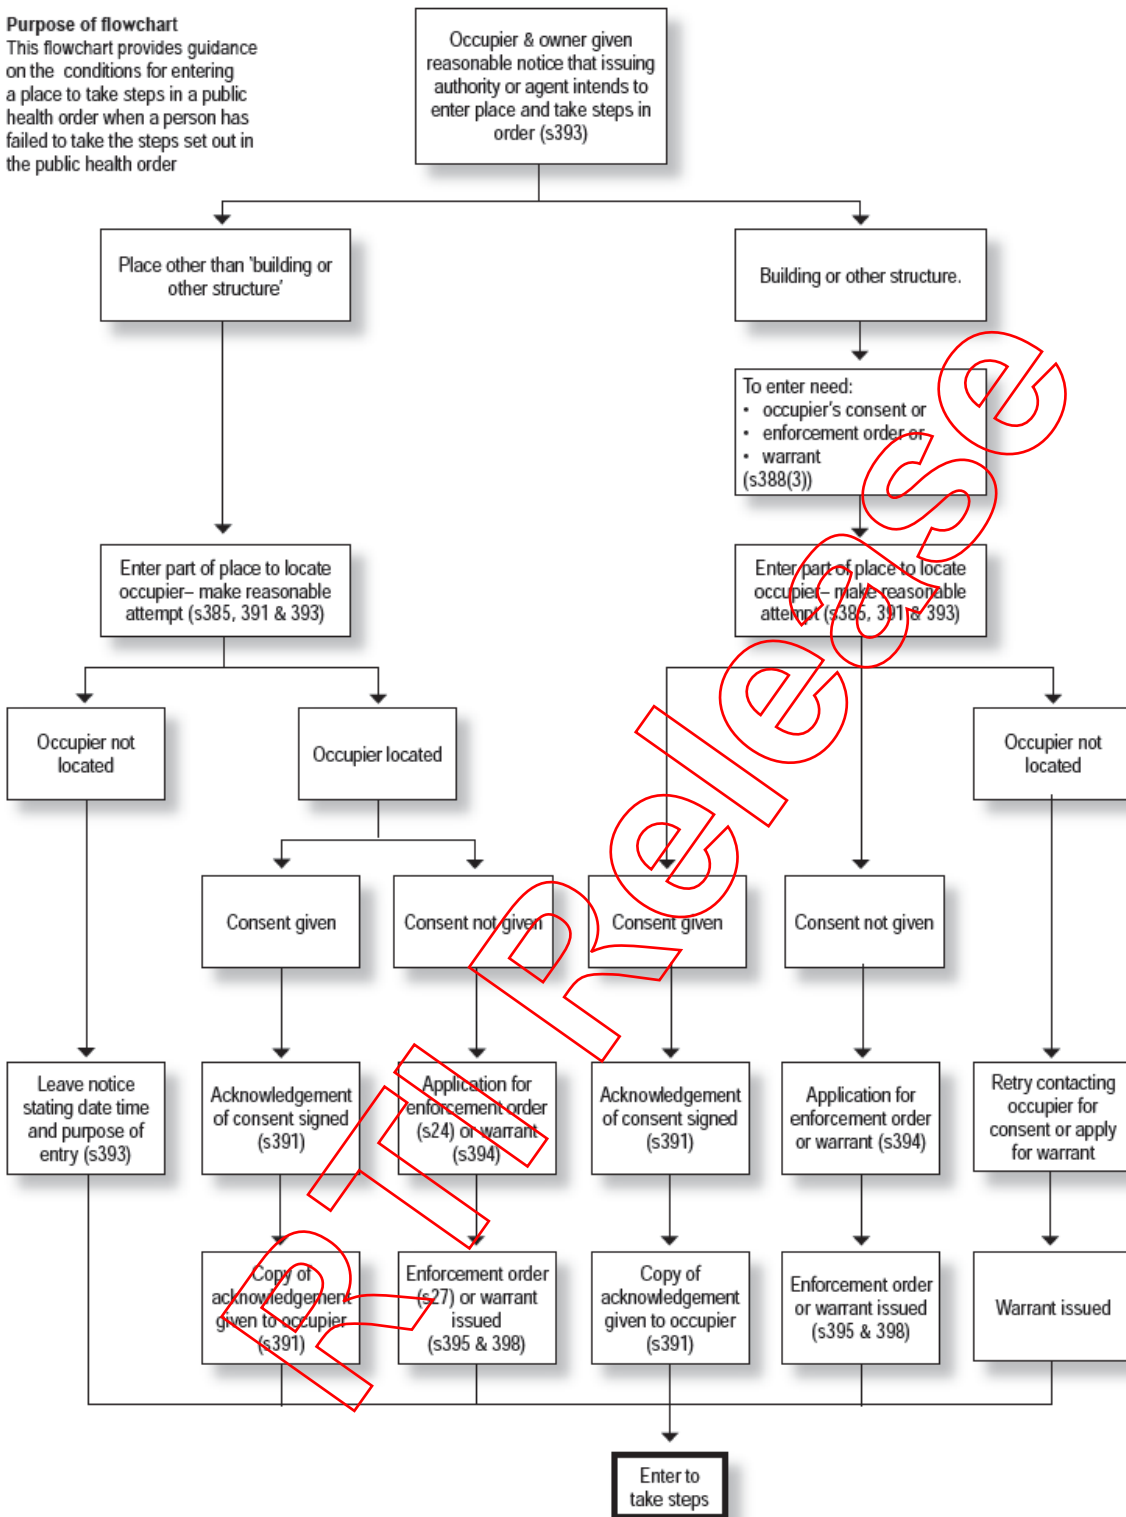 Purpose of flowchart
This flowchart provides guidance
on the conditions for entering
a place to take steps in a public
health order when a person has
failed to take the steps set out in
the public health order
Occupier & owner given
reasonable notice that issuing
authority or agent intends to
enter place and take steps in
order (s393)
Place other than 'building or
other structure'
Building or other structure.
To enter need:
• occupier's consent or
• enforcement order or
• warrant
(s388(3))
Enter part of place to locate
occupier– make reasonable
attempt (s385, 391 & 393)
Enter part of place to locate
occupier– make reasonable
attempt (s385, 391 & 393)
Occupier not
located
Occupier located
Occupier not
located
Consent given
Consent not given
Consent given
Consent not given
Leave notice
stating date time
and purpose of
entry (s393)
Acknowledgement
of consent signed
(s391)
Application for
enforcement order
(s24) or warrant
(s394)
Acknowledgement
of consent signed
(s391)
Application for
enforcement order
or warrant (s394)
Retry contacting
occupier for
consent or apply
for warrant
Copy of
acknowledgement
given to occupier
(s391)
Enforcement order
(s27) or warrant
issued
(s395 & 398)
Copy of
acknowledgement
given to occupier
(s391)
Enforcement order
or warrant issued
(s395 & 398)
Warrant issued
Enter to
take steps
RTI Release